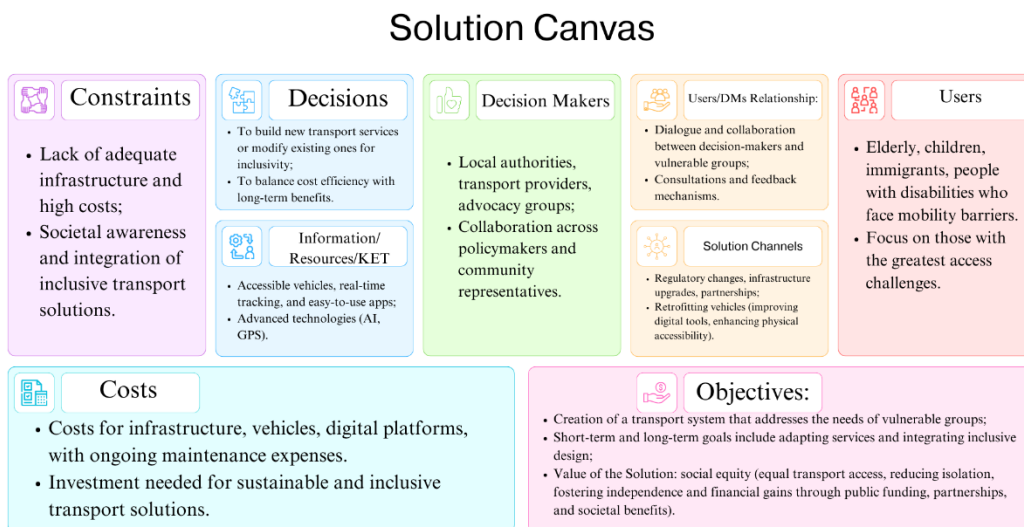 Solution Canvas
Constraints
• Lack of adequate
infrastructure and
high costs;
• Societal awareness
and integration of
inclusive transport
solutions.
Decisions
• To build new transport services
or modify existing ones for
inclusivity;
• To balance cost efficiency with
long-term benefits.
Information/
Resources/KET
• Accessible vehicles, real-time
tracking, and easy-to-use apps;
• Advanced technologies (AI,
GPS).
Decision Makers
• Local authorities,
transport providers,
advocacy groups;
• Collaboration across
policymakers and
community
representatives.
Users/DMs Relationship:
• Dialogue and collaboration
between decision-makers and
vulnerable groups;
• Consultations and feedback
mechanisms.
Solution Channels
• Regulatory changes, infrastructure
upgrades, partnerships;
• Retrofitting vehicles (improving
digital tools, enhancing physical
accessibility).
Users
• Elderly, children,
immigrants, people
with disabilities who
face mobility barriers.
• Focus on those with
the greatest access
challenges.
Costs
• Costs for infrastructure, vehicles, digital platforms,
with ongoing maintenance expenses.
• Investment needed for sustainable and inclusive
transport solutions.
Objectives:
• Creation of a transport system that addresses the needs of vulnerable groups;
• Short-term and long-term goals include adapting services and integrating inclusive
design;
• Value of the Solution: social equity (equal transport access, reducing isolation,
fostering independence and financial gains through public funding, partnerships,
and societal benefits).